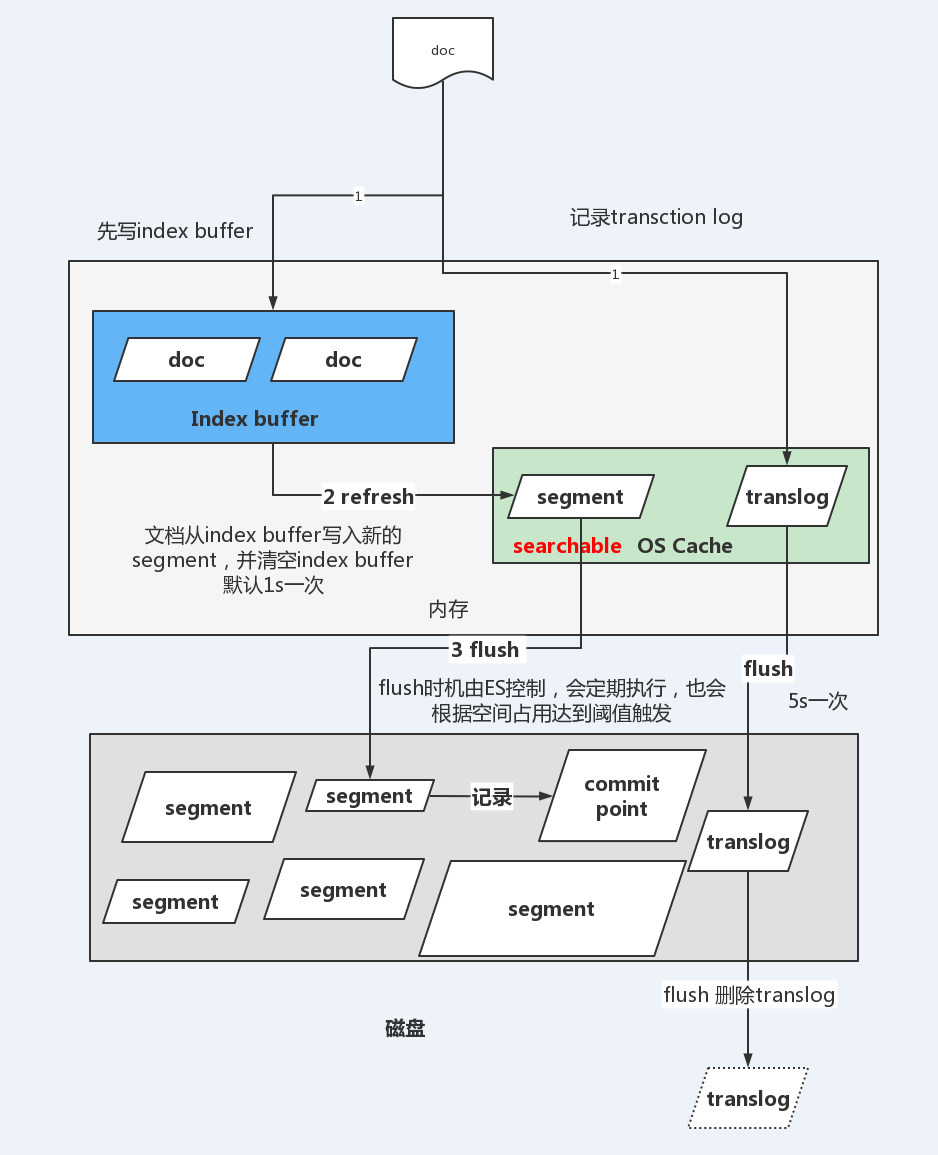 doc
1
先写index buffer
记录transction log
1
doc
doc
Index buffer
2 refresh
segment
translog
searchable
OS Cache
文档从index buffer写入新的
segment，并清空index buffer
默认1s一次
内存
3 flush
flush
flush时机由ES控制，会定期执行，也会
根据空间占用达到阈值触发
5s一次
segment
segment
记录
commit
point
translog
segment
segment
segment
flush 删除translog
磁盘
translog